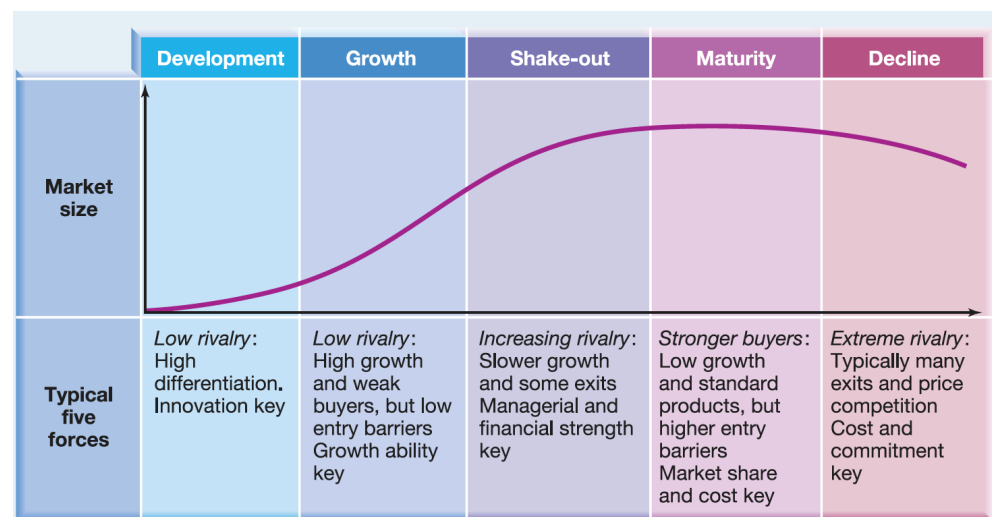 Development
Growth
Shake-out
Maturity
Decline
Market
size
Typical
five
forces
Low rivalry:
High
differentiation.
Innovation key
Low rivalry:
High growth
and weak
buyers, but low
entry barriers
Growth ability
key
Increasing rivalry:
Slower growth
and some exits
Managerial and
financial strength
key
Stronger buyers:
Low growth
and standard
products, but
higher entry
barriers
Market share
and cost key
Extreme rivalry:
Typically many
exits and price
competition
Cost and
commitment
key